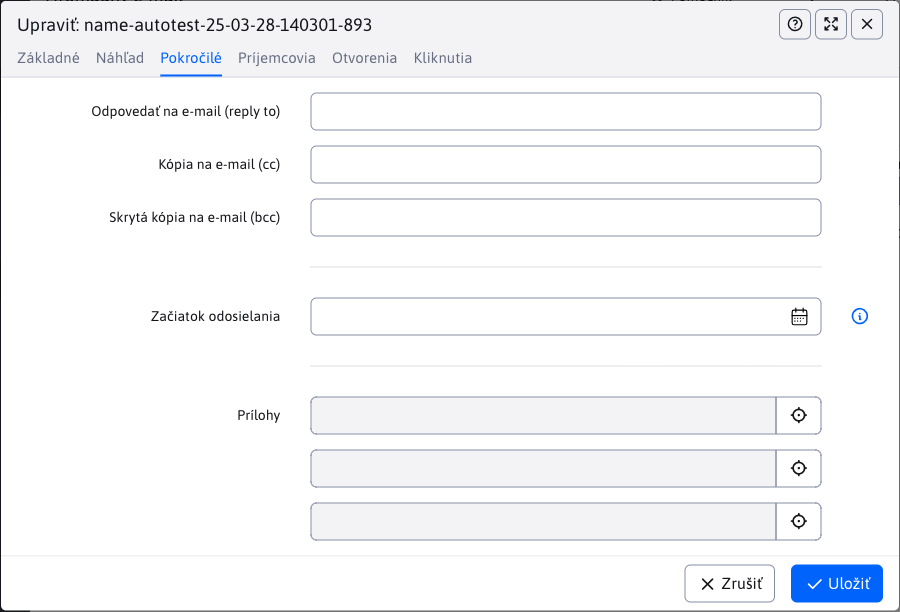 Upraviť: name-autotest-25-03-28-140301-893
Základné Náhľad Pokročilé Príjemcovia Otvorenia Kliknutia
Odpovedať na e-mail (reply to)
Kópia na e-mail (cc)
Skrytá kópia na e-mail (bcc)
Začiatok odosielania
Prílohy
Zrušiť Uložiť